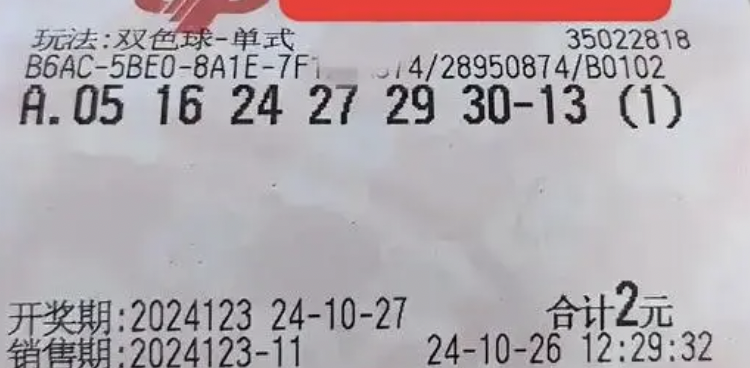 玩法:双色球-单式 35022818
B6AC-5BE0-8A1E-7F 74/28950874/B0102
A. 05 16 24 27 29 30-13 (1)
开奖期:2024123 24-10-27 合计2元
销售期:2024123-11 24-10-26 12:29:32